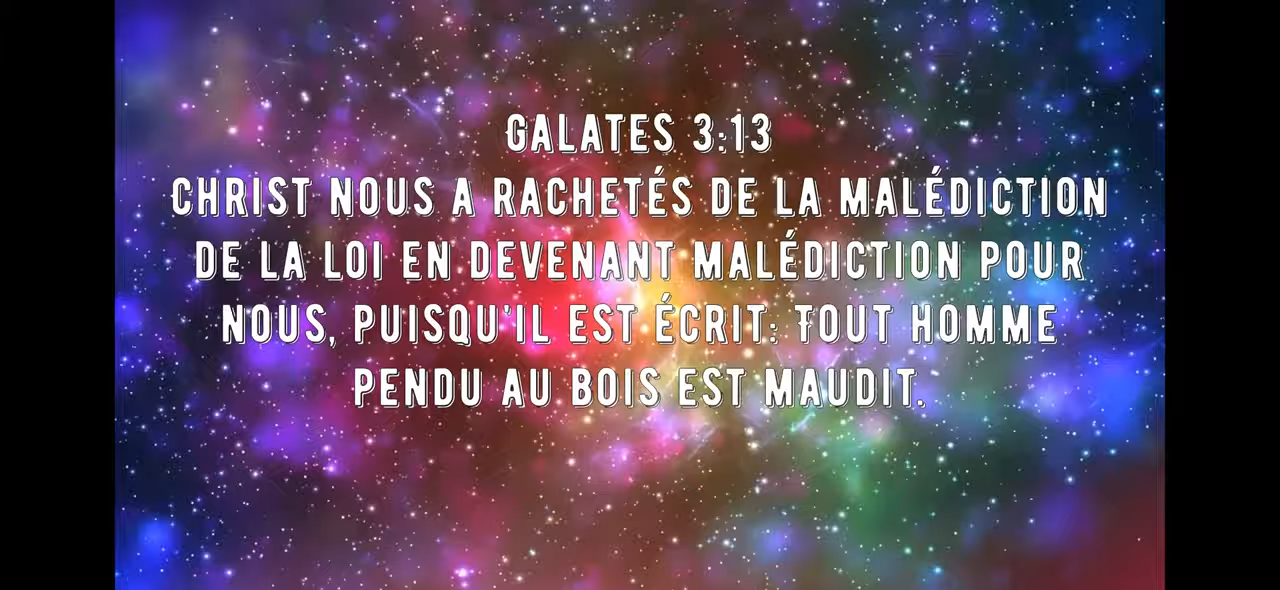 GALATES 3:13
CHRIST NOUS A RACHETÉS DE LA MALÉDICTION
DE LA LOI EN DEVENANT MALÉDICTION POUR
NOUS, PUISQU'IL EST ÉCRIT: TOUT HOMME
PENDU AU BOIS EST MAUDIT.